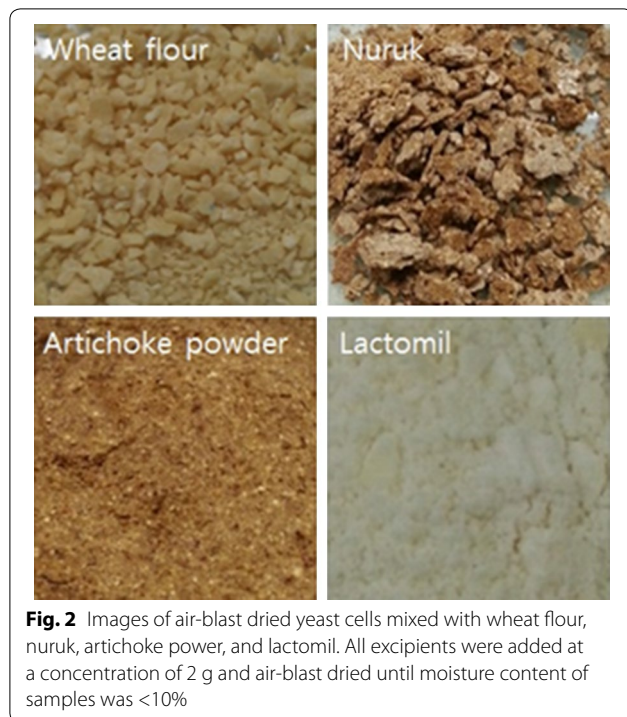 Wheat flour
Nuruk
Artichoke powder
Lactomil
Fig. 2 Images of air-blast dried yeast cells mixed with wheat flour,
nuruk, artichoke power, and lactomil. All excipients were added at
a concentration of 2 g and air-blast dried until moisture content of
samples was <10%